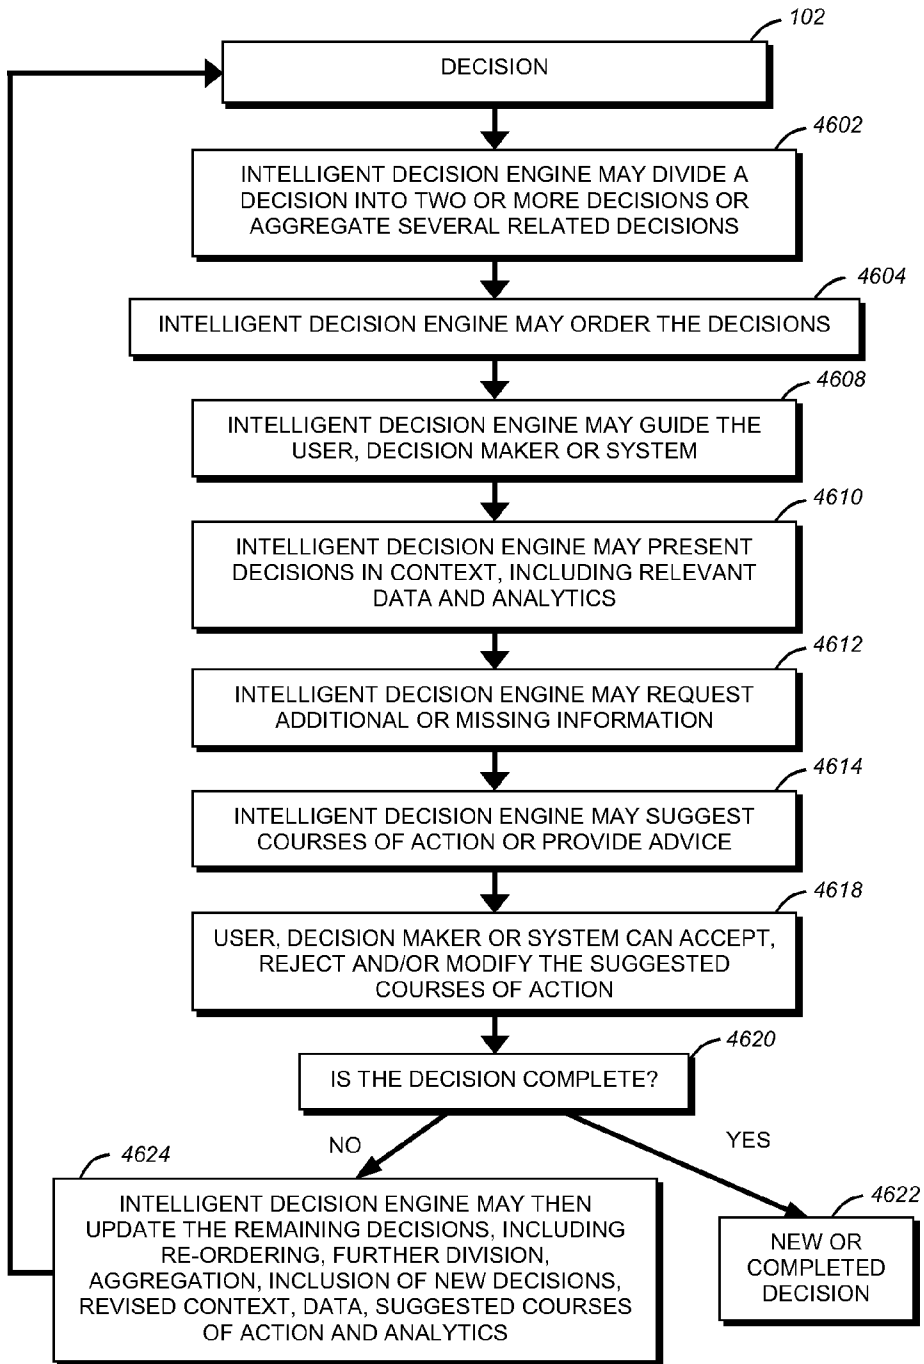 102
DECISION
4602
INTELLIGENT DECISION ENGINE MAY DIVIDE A
DECISION INTO TWO OR MORE DECISIONS OR
AGGREGATE SEVERAL RELATED DECISIONS
4604
INTELLIGENT DECISION ENGINE MAY ORDER THE DECISIONS
4608
INTELLIGENT DECISION ENGINE MAY GUIDE THE
USER, DECISION MAKER OR SYSTEM
4610
INTELLIGENT DECISION ENGINE MAY PRESENT
DECISIONS IN CONTEXT, INCLUDING RELEVANT
DATA AND ANALYTICS
4612
INTELLIGENT DECISION ENGINE MAY REQUEST
ADDITIONAL OR MISSING INFORMATION
4614
INTELLIGENT DECISION ENGINE MAY SUGGEST
COURSES OF ACTION OR PROVIDE ADVICE
4618
USER, DECISION MAKER OR SYSTEM CAN ACCEPT,
REJECT AND/OR MODIFY THE SUGGESTED
COURSES OF ACTION
4620
IS THE DECISION COMPLETE?
NO
YES
4624
INTELLIGENT DECISION ENGINE MAY THEN
UPDATE THE REMAINING DECISIONS, INCLUDING
RE-ORDERING, FURTHER DIVISION,
AGGREGATION, INCLUSION OF NEW DECISIONS,
REVISED CONTEXT, DATA, SUGGESTED COURSES
OF ACTION AND ANALYTICS
4622
NEW OR
COMPLETED
DECISION